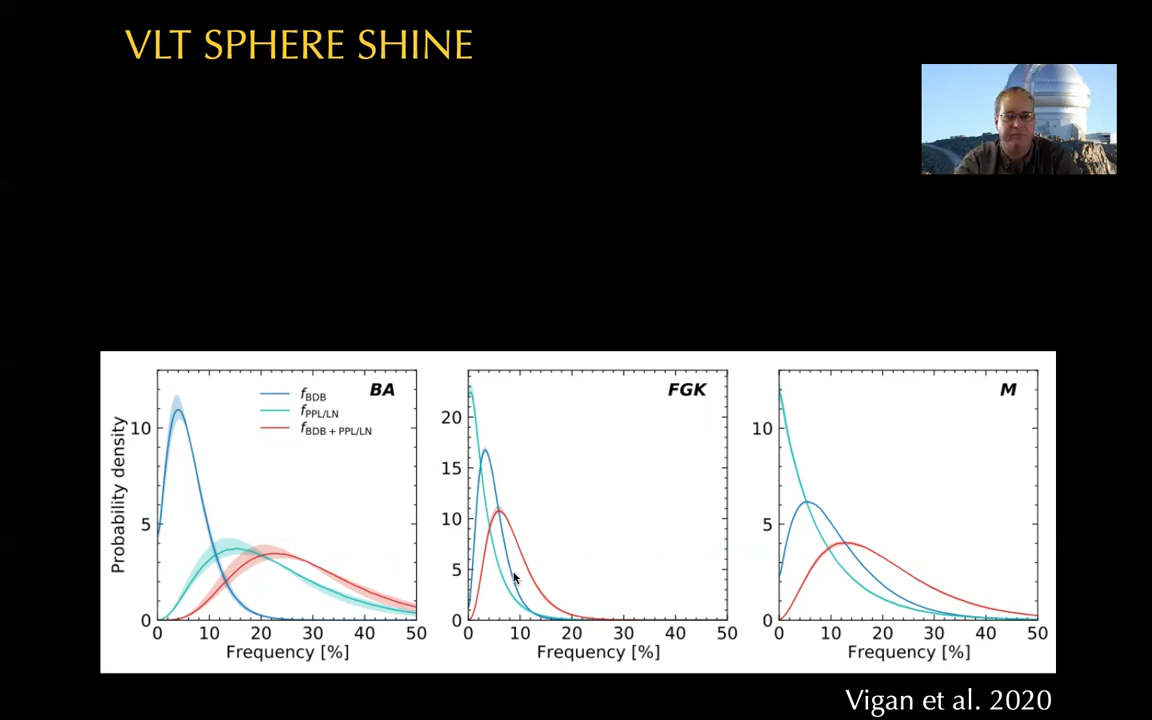 VLT SPHERE SHINE
BA
f_BDB
f_PPL/LN
f_BDB + PPL/LN
Probability density
10
5
0
0 10 20 30 40 50
Frequency [%]
FGK
20
15
10
5
0
0 10 20 30 40 50
Frequency [%]
M
10
5
0
0 10 20 30 40 50
Frequency [%]
Vigan et al. 2020